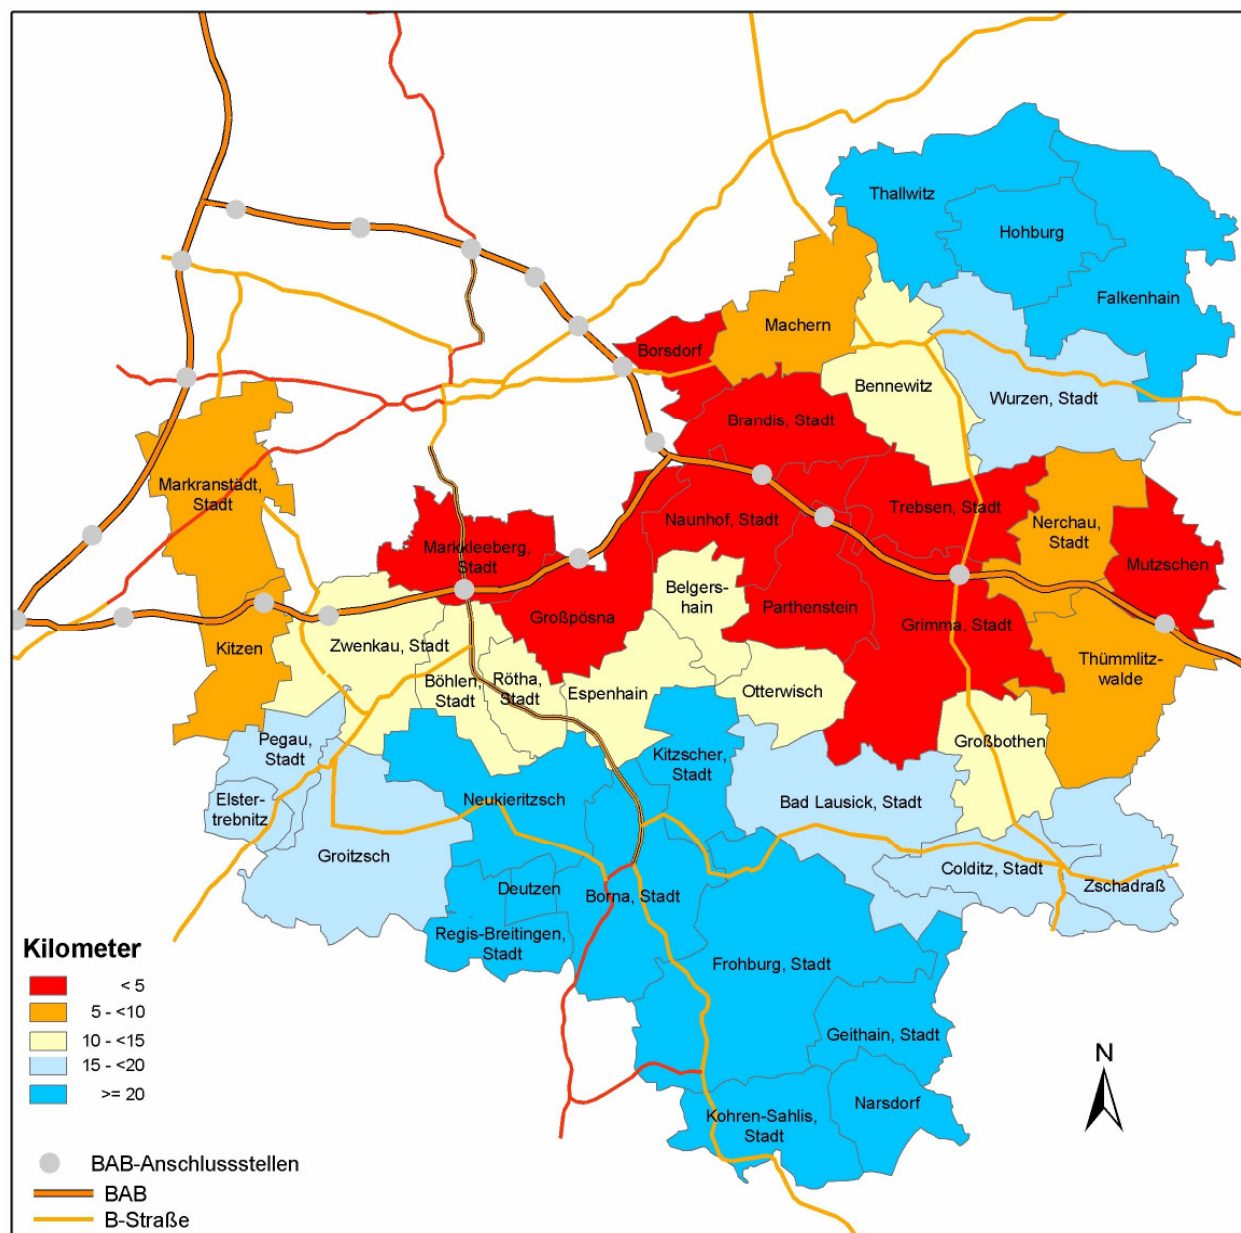 Thallwitz
Hohburg
Falkenhain
Machern
Borsdorf
Bennewitz
Wurzen, Stadt
Brandis, Stadt
Markranstädt,
Stadt
Naunhof, Stadt
Trebsen, Stadt
Nerchau,
Stadt
Markkleeberg,
Stadt
Mutzschen
Belgers-
hain
Parthenstein
Großpösna
Grimma, Stadt
Kitzen
Zwenkau, Stadt
Thümmlitz-
walde
Böhlen,
Stadt
Rötha,
Stadt
Espenhain
Otterwisch
Pegau,
Stadt
Großbothen
Kitzscher,
Stadt
Elster-
trebnitz
Neukieritzsch
Bad Lausick, Stadt
Groitzsch
Colditz, Stadt
Zschadraß
Deutzen
Borna, Stadt
Regis-Breitingen,
Stadt
Frohburg, Stadt
Geithain, Stadt
Narsdorf
Kohren-Sahlis,
Stadt
N
Kilometer
< 5
5 - <10
10 - <15
15 - <20
>= 20
BAB-Anschlussstellen
BAB
B-Straße